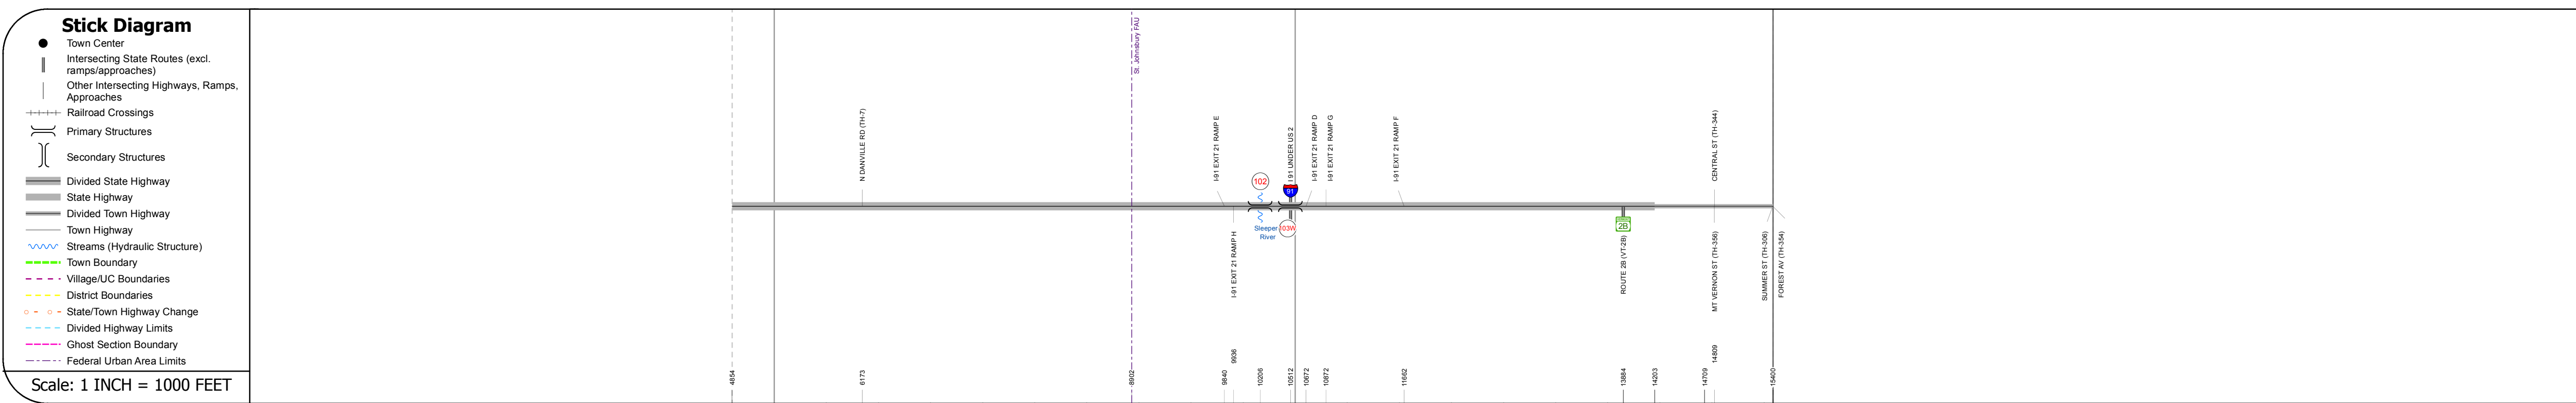 Stick Diagram
Town Center
Intersecting State Routes (excl.
ramps/approaches)
Other Intersecting Highways, Ramps,
Approaches
Railroad Crossings
Primary Structures
Secondary Structures
Divided State Highway
State Highway
Divided Town Highway
Town Highway
Streams (Hydraulic Structure)
Town Boundary
Village/UC Boundaries
District Boundaries
State/Town Highway Change
Divided Highway Limits
Ghost Section Boundary
Federal Urban Area Limits
Scale: 1 INCH = 1000 FEET
St. Johnsbury FAU
N DANVILLE RD (TH-7)
I-91 EXIT 21 RAMP E
I-91 EXIT 21 RAMP H
102
Sleeper
River
I 91 UNDER US 2
91
103W
I-91 EXIT 21 RAMP D
I-91 EXIT 21 RAMP G
I-91 EXIT 21 RAMP F
2B
ROUTE 2B (VT-2B)
CENTRAL ST (TH-344)
MT VERNON ST (TH-356)
SUMMER ST (TH-306)
FOREST AV (TH-354)
4854
6173
8902
9840
9936
10206
10512
10672
10872
11662
13884
14203
14709
14809
15400